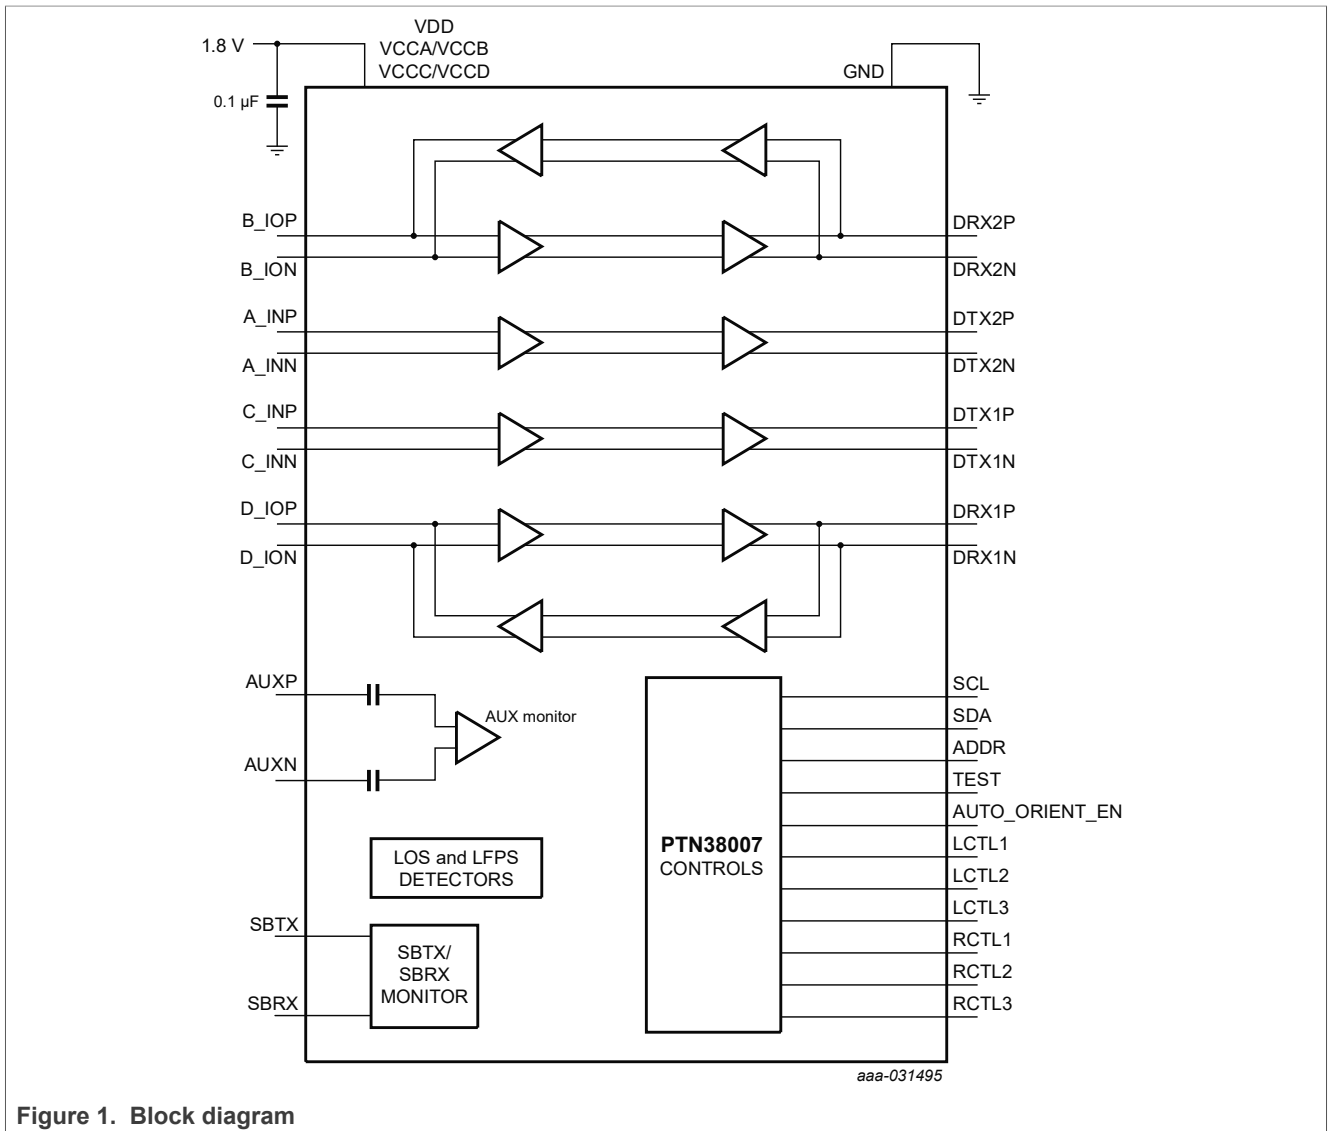 VDD
1.8 V
VCCA/VCCB
VCCC/VCCD
GND
0.1 µF
B_IOP
DRX2P
B_ION
DRX2N
A_INP
DTX2P
A_INN
DTX2N
C_INP
DTX1P
C_INN
DTX1N
D_IOP
DRX1P
D_ION
DRX1N
AUXP
AUX monitor
AUXN
SCL
SDA
ADDR
TEST
AUTO_ORIENT_EN
LCTL1
LCTL2
LCTL3
RCTL1
RCTL2
RCTL3
PTN38007
CONTROLS
LOS and LFPS
DETECTORS
SBTX
SBTX/
SBRX
MONITOR
SBRX
aaa-031495
Figure 1. Block diagram